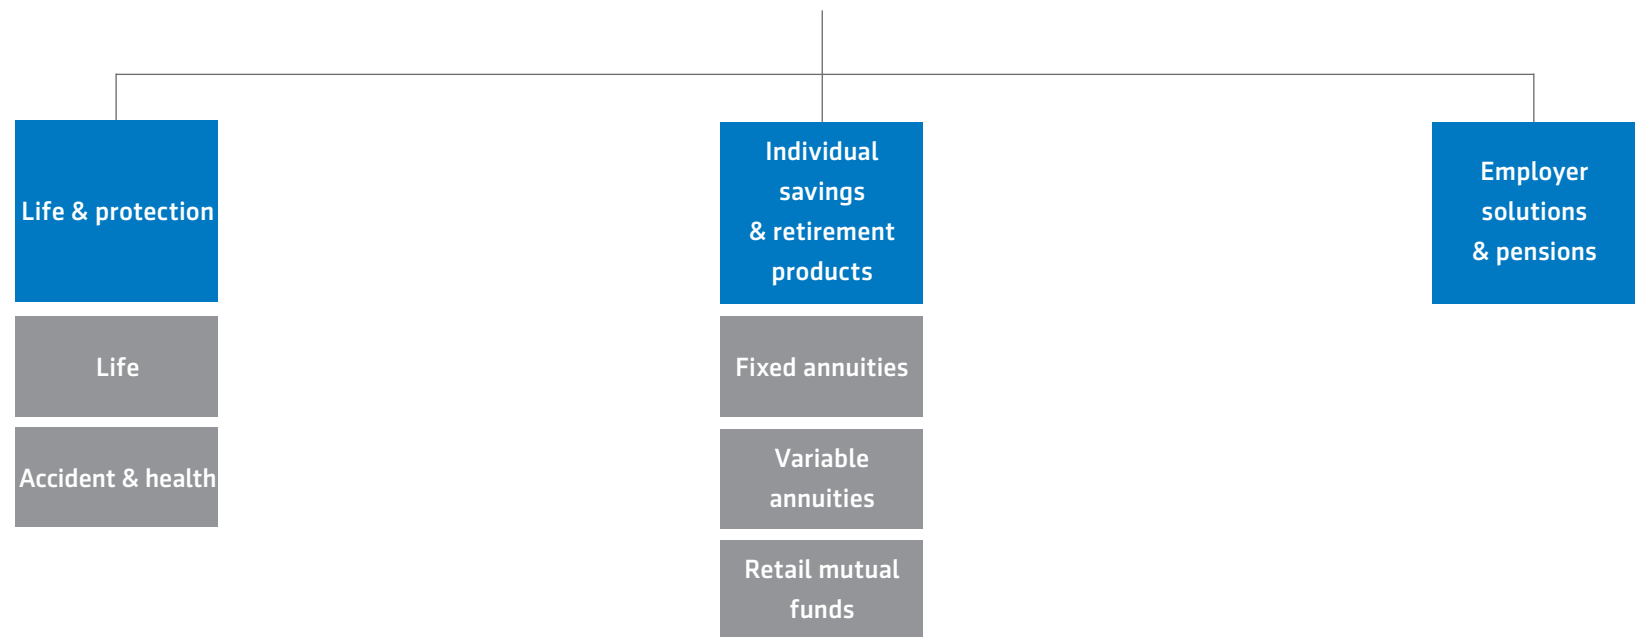 Life & protection
Individual
savings
& retirement
products
Employer
solutions
& pensions
Life
Fixed annuities
Accident & health
Variable
annuities
Retail mutual
funds